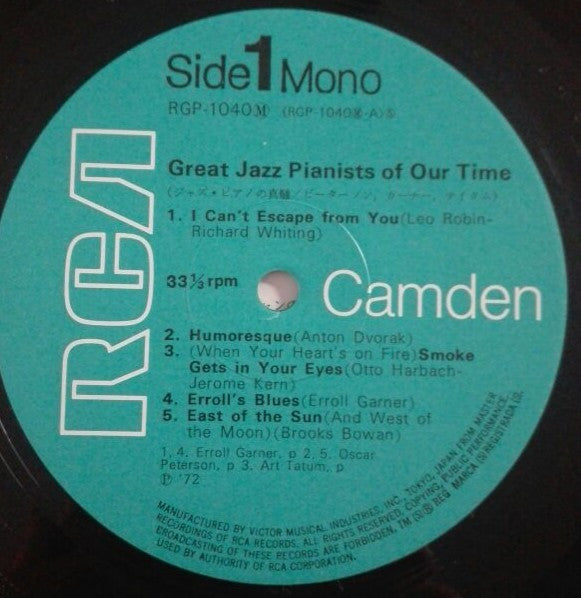 Side 1 Mono
RGP-1040Ⓜ (RGP-1040Ⓜ-A)Ⓢ
RCA
Great Jazz Pianists of Our Time
(ジャズ・ピアノの真髄/ピーターソン, ガーナー, テイタム)
1. I Can't Escape from You(Leo Robin-
Richard Whiting)
33⅓rpm
Camden
2. Humoresque(Anton Dvorak)
3. (When Your Heart's on Fire)Smoke
Gets in Your Eyes(Otto Harbach-
Jerome Kern)
4. Erroll's Blues(Erroll Garner)
5. East of the Sun(And West of
the Moon)(Brooks Bowan)
1, 4. Erroll Garner, p 2, 5. Oscar
Peterson, p 3. Art Tatum, p
Ⓟ '72
MANUFACTURED BY VICTOR MUSICAL INDUSTRIES, INC. TOKYO, JAPAN FROM MASTER
RECORDINGS OF RCA RECORDS. ALL RIGHTS RESERVED. COPYING, PUBLIC PERFORMANCE,
BROADCASTING OF THESE RECORDS ARE FORBIDDEN. TM(S)® REG. MARCA(S) REGISTRADA(S).
USED BY AUTHORITY OF RCA CORPORATION.